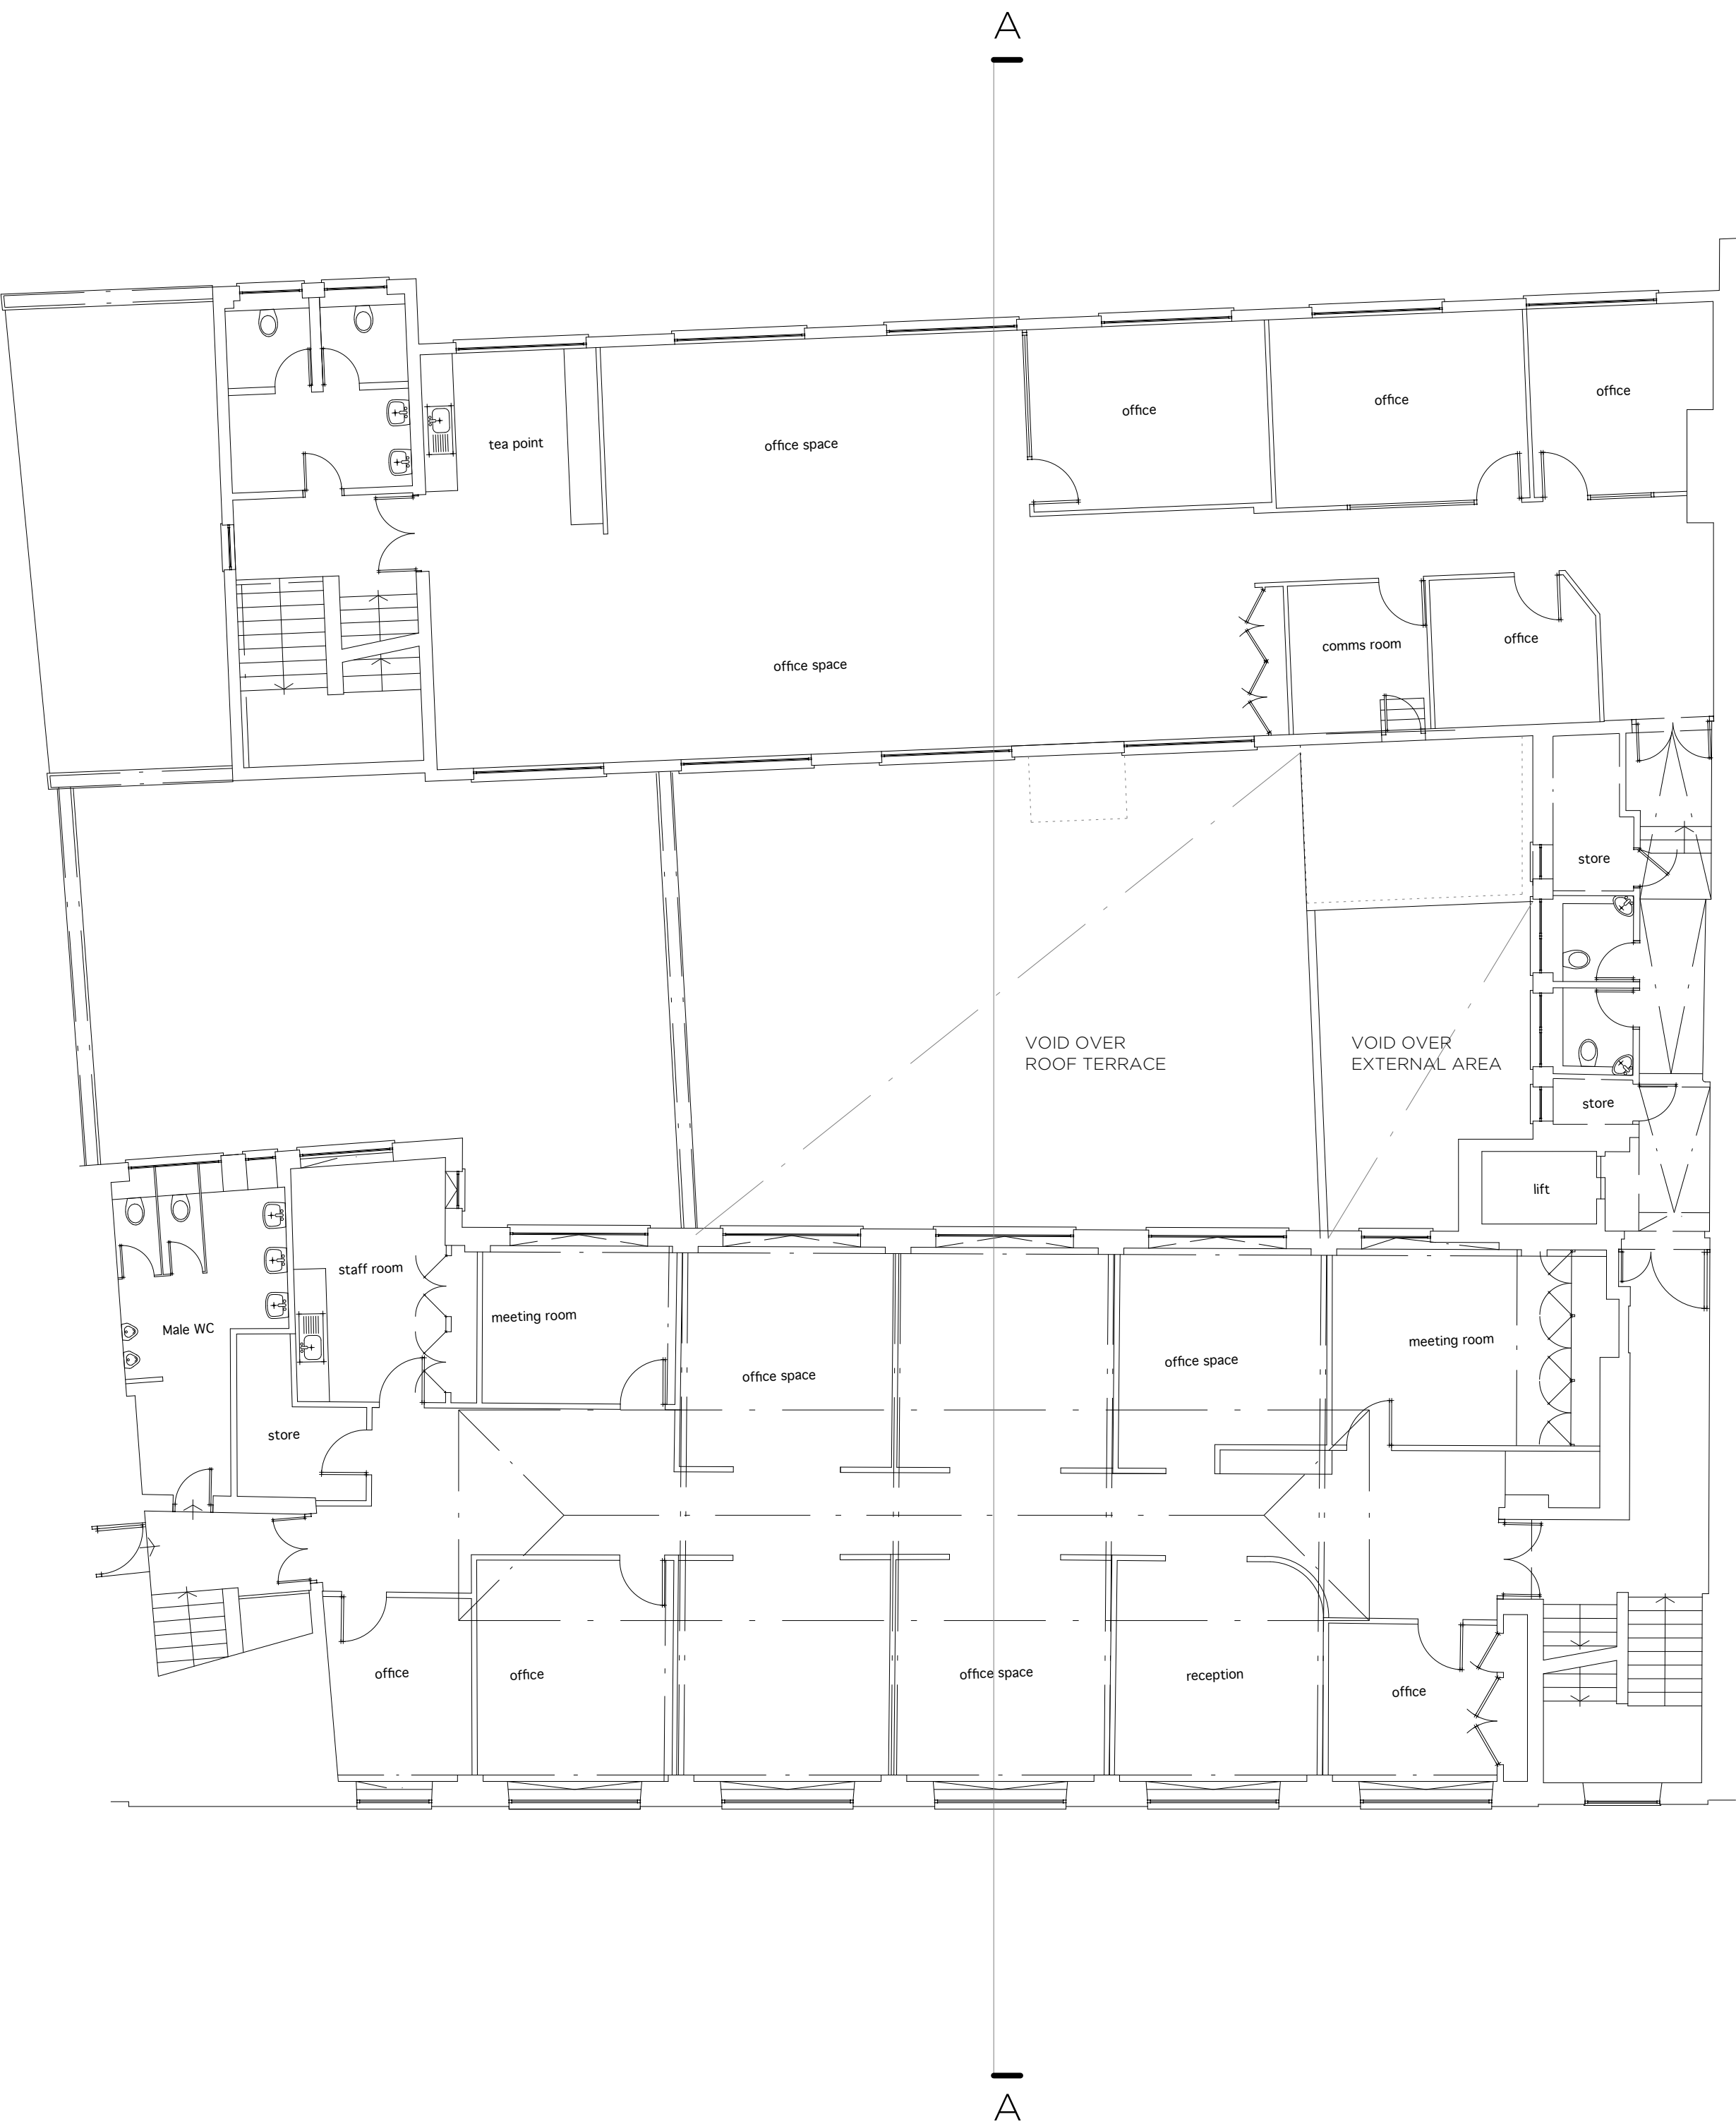 A
office
office
office
tea point
office space
comms room
office
office space
store
VOID OVER
ROOF TERRACE
VOID OVER
EXTERNAL AREA
store
lift
staff room
meeting room
Male WC
meeting room
office space
office space
store
office
office
office space
reception
office
A